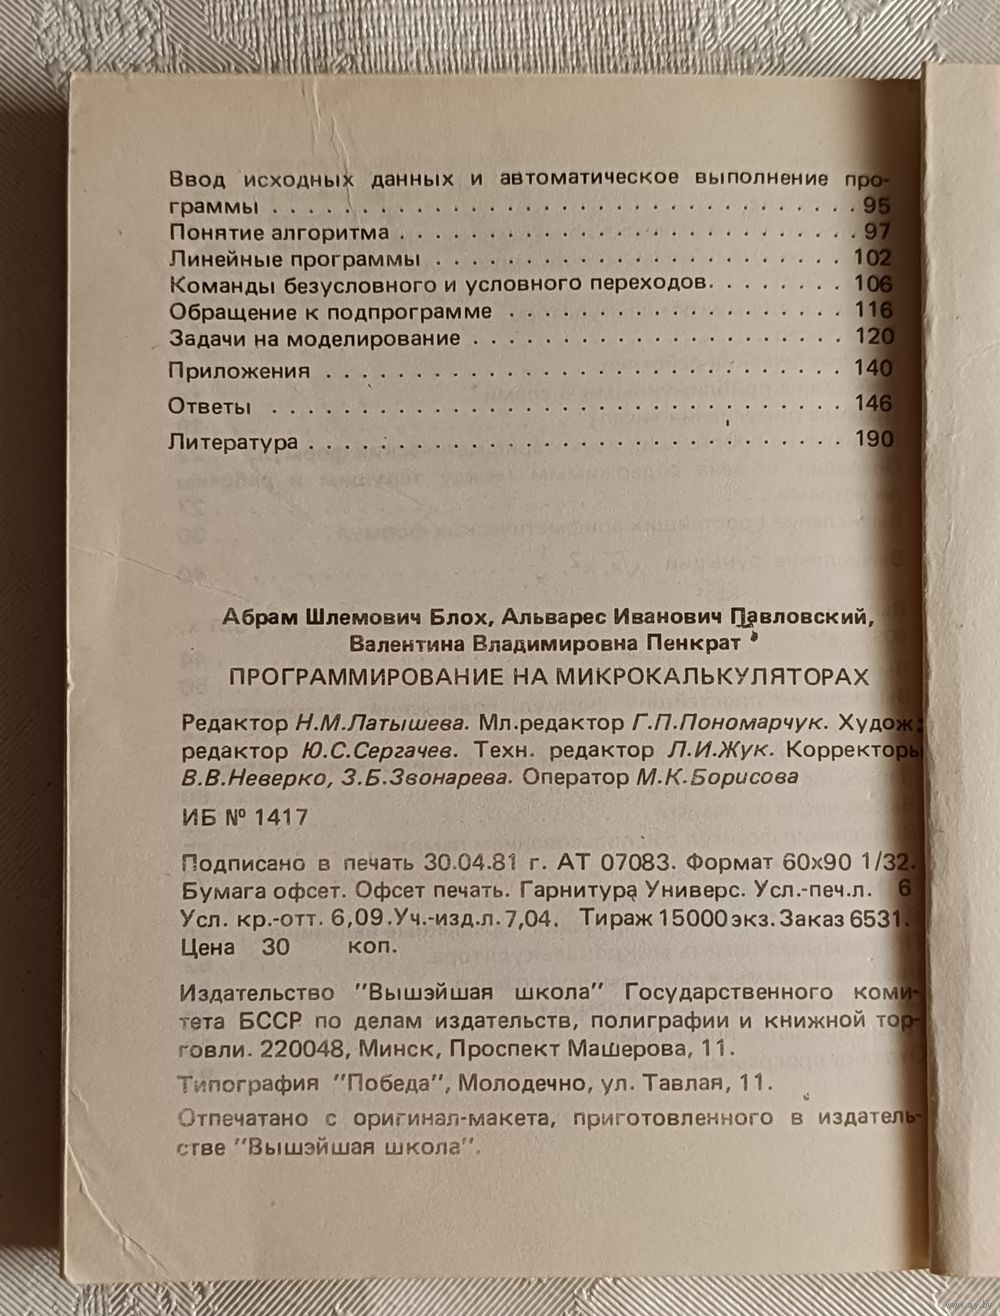 Ввод исходных данных и автоматическое выполнение про-
граммы . . . . . . . . . . . . . . . . . . . . . . . . . . . . . . . . 95
Понятие алгоритма . . . . . . . . . . . . . . . . . . . . . . . . . . 97
Линейные программы . . . . . . . . . . . . . . . . . . . . . . . . 102
Команды безусловного и условного переходов. . . . . . . . . 106
Обращение к подпрограмме . . . . . . . . . . . . . . . . . . . . 116
Задачи на моделирование . . . . . . . . . . . . . . . . . . . . . 120
Приложения . . . . . . . . . . . . . . . . . . . . . . . . . . . . . 140
Ответы . . . . . . . . . . . . . . . . . . . . . . . . . . . . . . . . 146
Литература . . . . . . . . . . . . . . . . . . . . . . . . . . . . . . 190
Абрам Шлемович Блох, Альварес Иванович Павловский,
Валентина Владимировна Пенкрат
ПРОГРАММИРОВАНИЕ НА МИКРОКАЛЬКУЛЯТОРАХ
Редактор Н.М.Латышева. Мл.редактор Г.П.Пономарчук. Худож.
редактор Ю.С.Сергачев. Техн. редактор Л.И.Жук. Корректоры
В.В.Неверко, З.Б.Звонарева. Оператор М.К.Борисова
ИБ № 1417
Подписано в печать 30.04.81 г. АТ 07083. Формат 60х90 1/32.
Бумага офсет. Офсет печать. Гарнитура Универс. Усл.-печ.л. 6
Усл. кр.-отт. 6,09.Уч.-изд.л.7,04. Тираж 15000 экз. Заказ 6531.
Цена 30 коп.
Издательство "Вышэйшая школа" Государственного коми-
тета БССР по делам издательств, полиграфии и книжной тор-
говли. 220048, Минск, Проспект Машерова, 11.
Типография "Победа", Молодечно, ул. Тавлая, 11.
Отпечатано с оригинал-макета, приготовленного в издатель-
стве "Вышэйшая школа".
www.ay.by